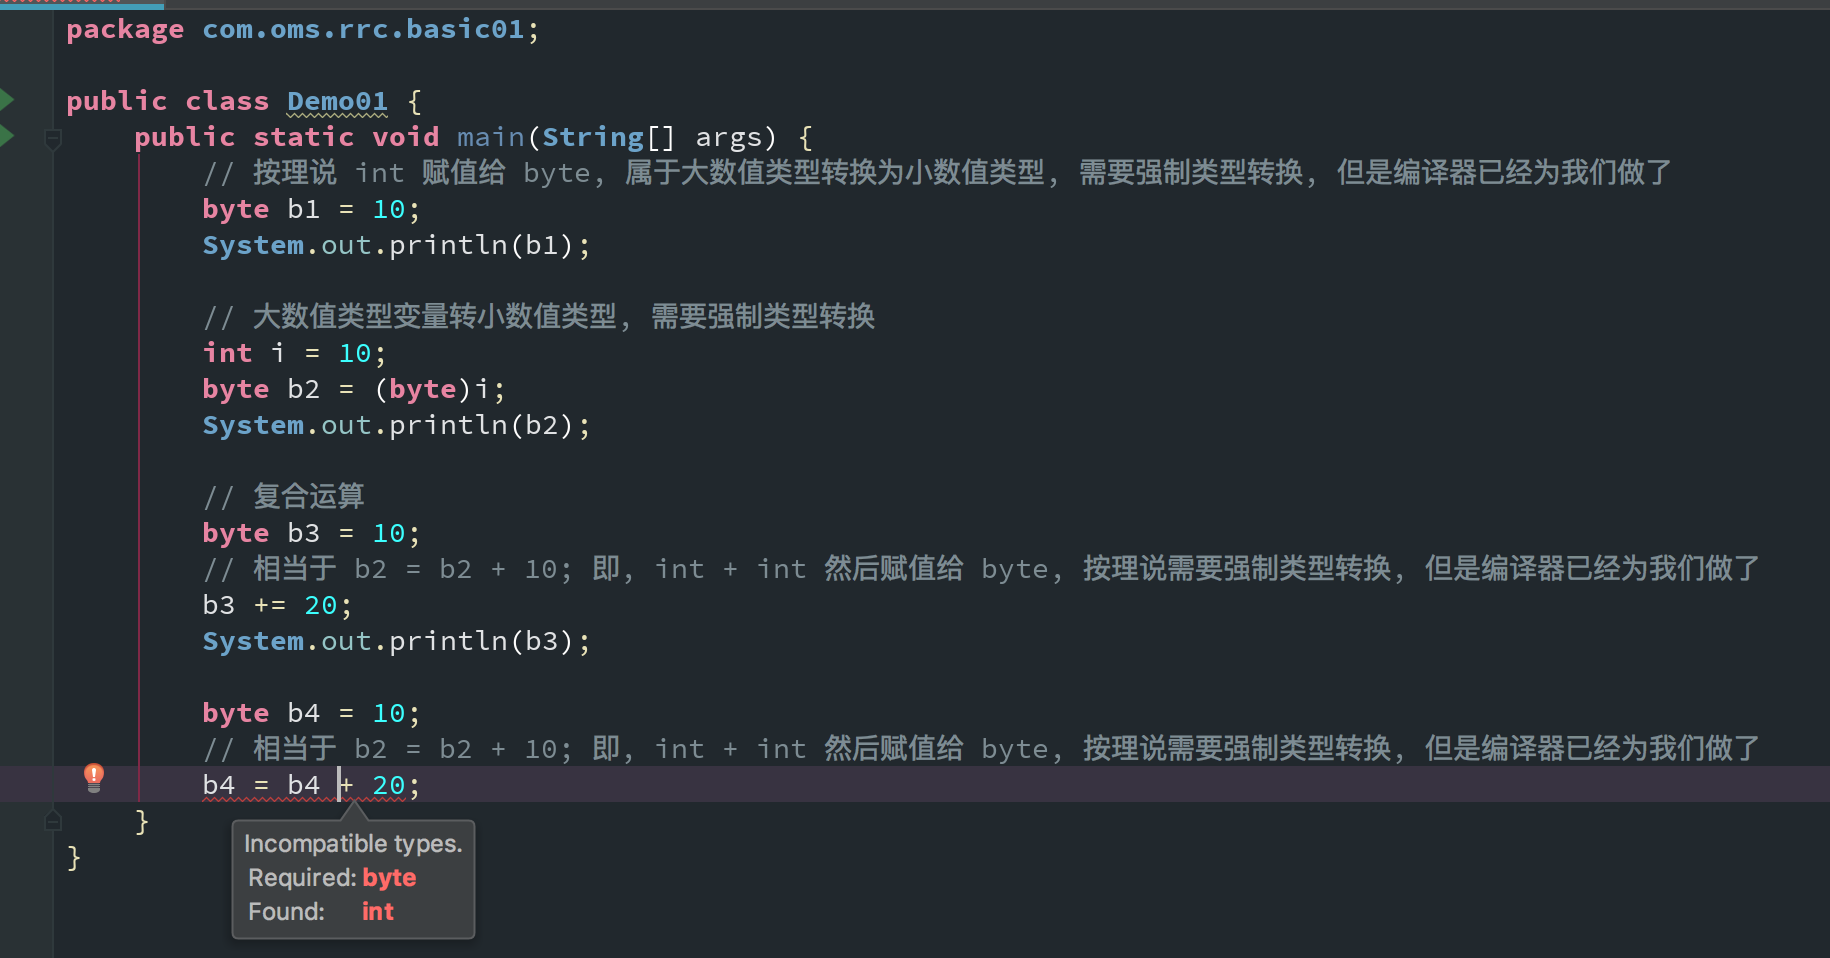 package com.oms.rrc.basic01;
public class Demo01 {
public static void main(String[] args) {
// 按理说 int 赋值给 byte, 属于大数值类型转换为小数值类型, 需要强制类型转换, 但是编译器已经为我们做了
byte b1 = 10;
System.out.println(b1);
// 大数值类型变量转小数值类型, 需要强制类型转换
int i = 10;
byte b2 = (byte)i;
System.out.println(b2);
// 复合运算
byte b3 = 10;
// 相当于 b2 = b2 + 10; 即, int + int 然后赋值给 byte, 按理说需要强制类型转换, 但是编译器已经为我们做了
b3 += 20;
System.out.println(b3);
byte b4 = 10;
// 相当于 b2 = b2 + 10; 即, int + int 然后赋值给 byte, 按理说需要强制类型转换, 但是编译器已经为我们做了
b4 = b4 + 20;
}
}
Incompatible types.
Required: byte
Found: int